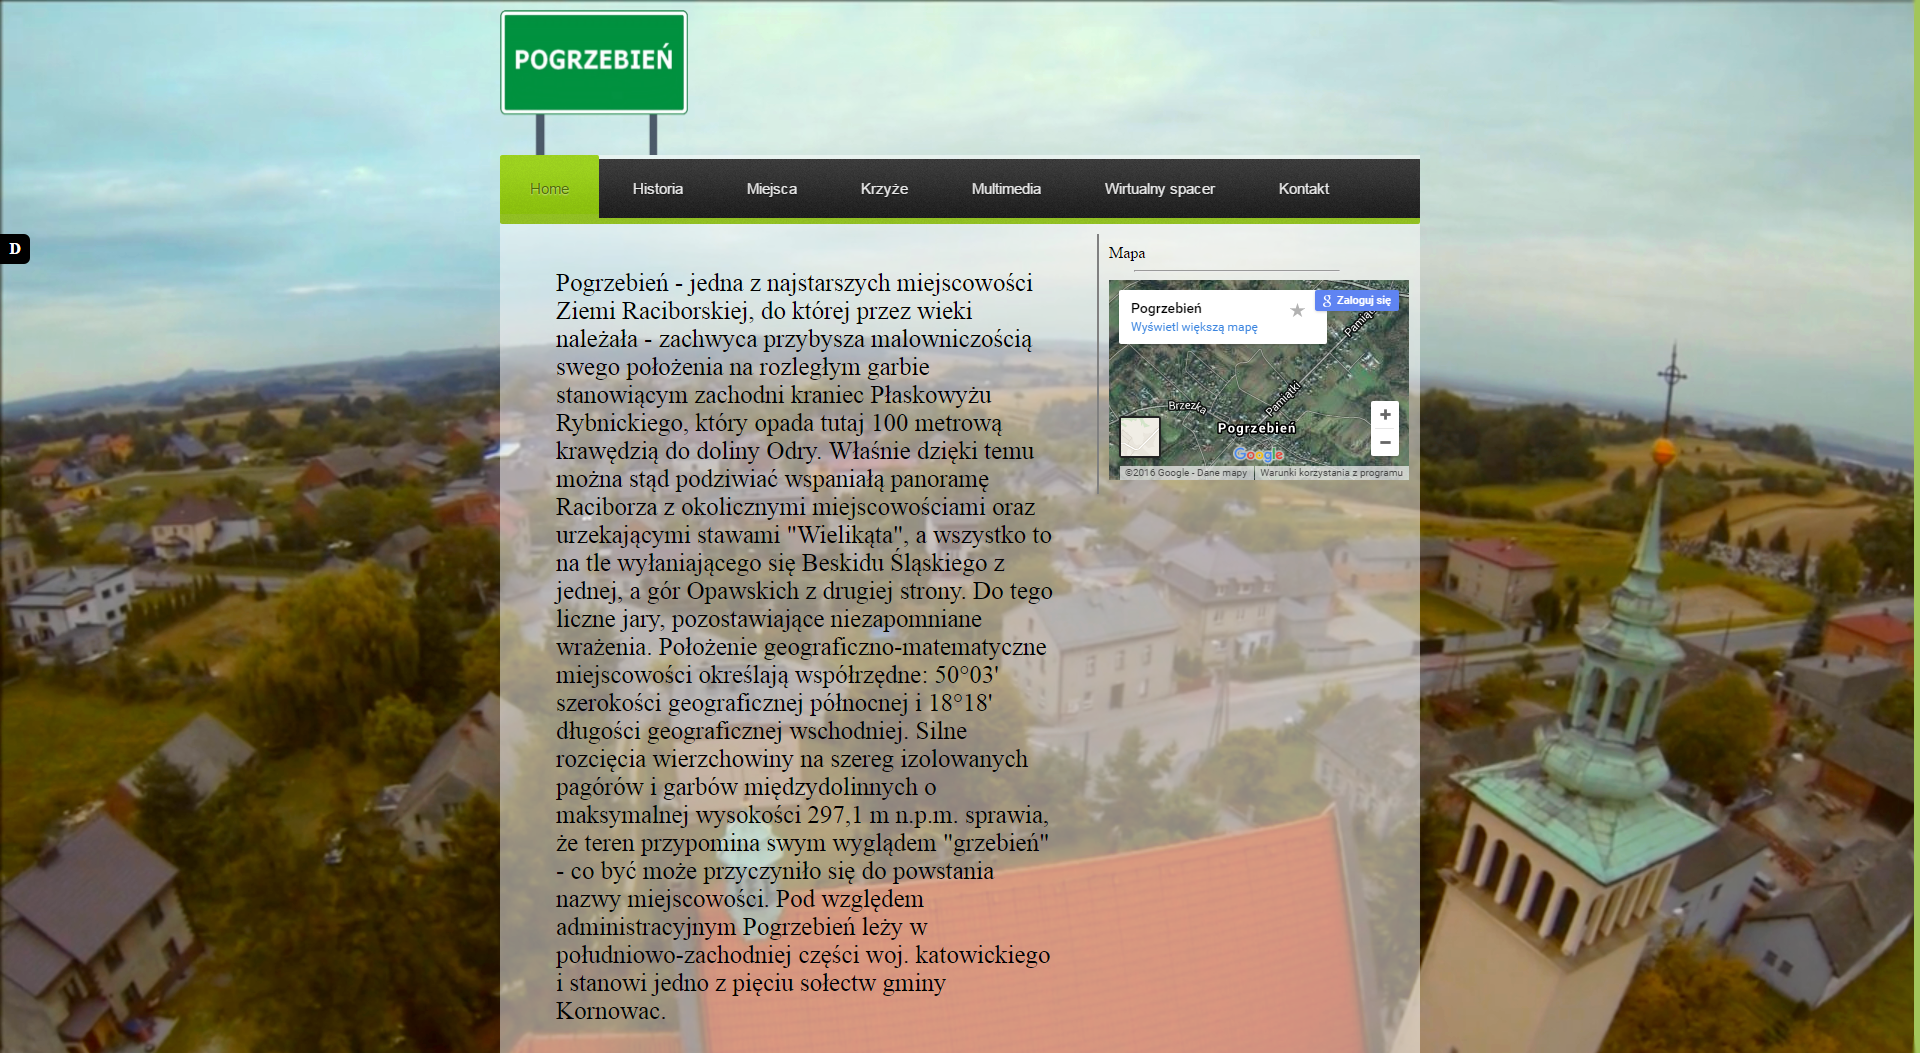 POGRZEBIEŃ
Home Historia Miejsca Krzyże Multimedia Wirtualny spacer Kontakt
D
Pogrzebień - jedna z najstarszych miejscowości
Ziemi Raciborskiej, do której przez wieki
należała - zachwyca przybysza malowniczością
swego położenia na rozległym garbie
stanowiącym zachodni kraniec Płaskowyżu
Rybnickiego, który opada tutaj 100 metrową
krawędzią do doliny Odry. Właśnie dzięki temu
można stąd podziwiać wspaniałą panoramę
Raciborza z okolicznymi miejscowościami oraz
urzekającymi stawami "Wielikąta", a wszystko to
na tle wyłaniającego się Beskidu Śląskiego z
jednej, a gór Opawskich z drugiej strony. Do tego
liczne jary, pozostawiające niezapomniane
wrażenia. Położenie geograficzno-matematyczne
miejscowości określają współrzędne: 50°03'
szerokości geograficznej północnej i 18°18'
długości geograficznej wschodniej. Silne
rozcięcia wierzchowiny na szereg izolowanych
pagórów i garbów międzydolinnych o
maksymalnej wysokości 297,1 m n.p.m. sprawia,
że teren przypomina swym wyglądem "grzebień"
- co być może przyczyniło się do powstania
nazwy miejscowości. Pod względem
administracyjnym Pogrzebień leży w
południowo-zachodniej części woj. katowickiego
i stanowi jedno z pięciu sołectw gminy
Kornowac.
Mapa
Pogrzebień
Wyświetl większą mapę
8 Zaloguj się
Pamiątki
Pamiątki
Brzezka
Pogrzebień
+
−
Google
©2016 Google - Dane mapy Warunki korzystania z programu